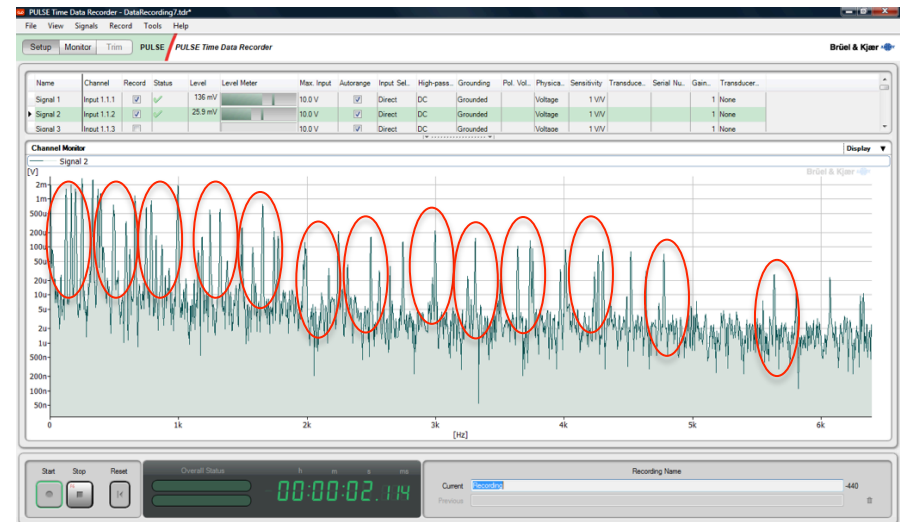 PULSE Time Data Recorder - DataRecording7.tdr*
File View Signals Record Tools Help
Setup Monitor Trim PULSE PULSE Time Data Recorder Brüel & Kjær
Name Channel Record Status Level Level Meter Max. Input Autorange Input Sel.. High-pass.. Grounding Pol. Vol.. Physica.. Sensitivity Transduce.. Serial Nu.. Gain.. Transducer..
Signal 1 Input 1.1.1 136 mV 10.0 V Direct DC Grounded Voltage 1 V/V 1 None
Signal 2 Input 1.1.2 25.9 mV 10.0 V Direct DC Grounded Voltage 1 V/V 1 None
Signal 3 Input 1.1.3 10.0 V Direct DC Grounded Voltage 1 V/V 1 None
Channel Monitor Display
Signal 2
[V] Brüel & Kjær
2m
1m
500u
200u
100u
50u
20u
10u
5u
2u
1u
500n
200n
100n
50n
0 1k 2k 3k 4k 5k 6k
[Hz]
Start Stop Reset Overall Status h m s ms Recording Name
00:00:02.114
Current Recording -440
Previous